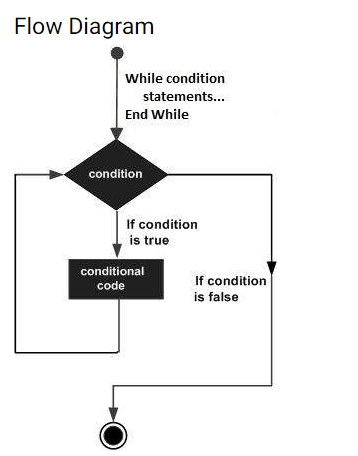 Flow Diagram
While condition
statements...
End While
condition
If condition
is true
conditional
code
If condition
is false